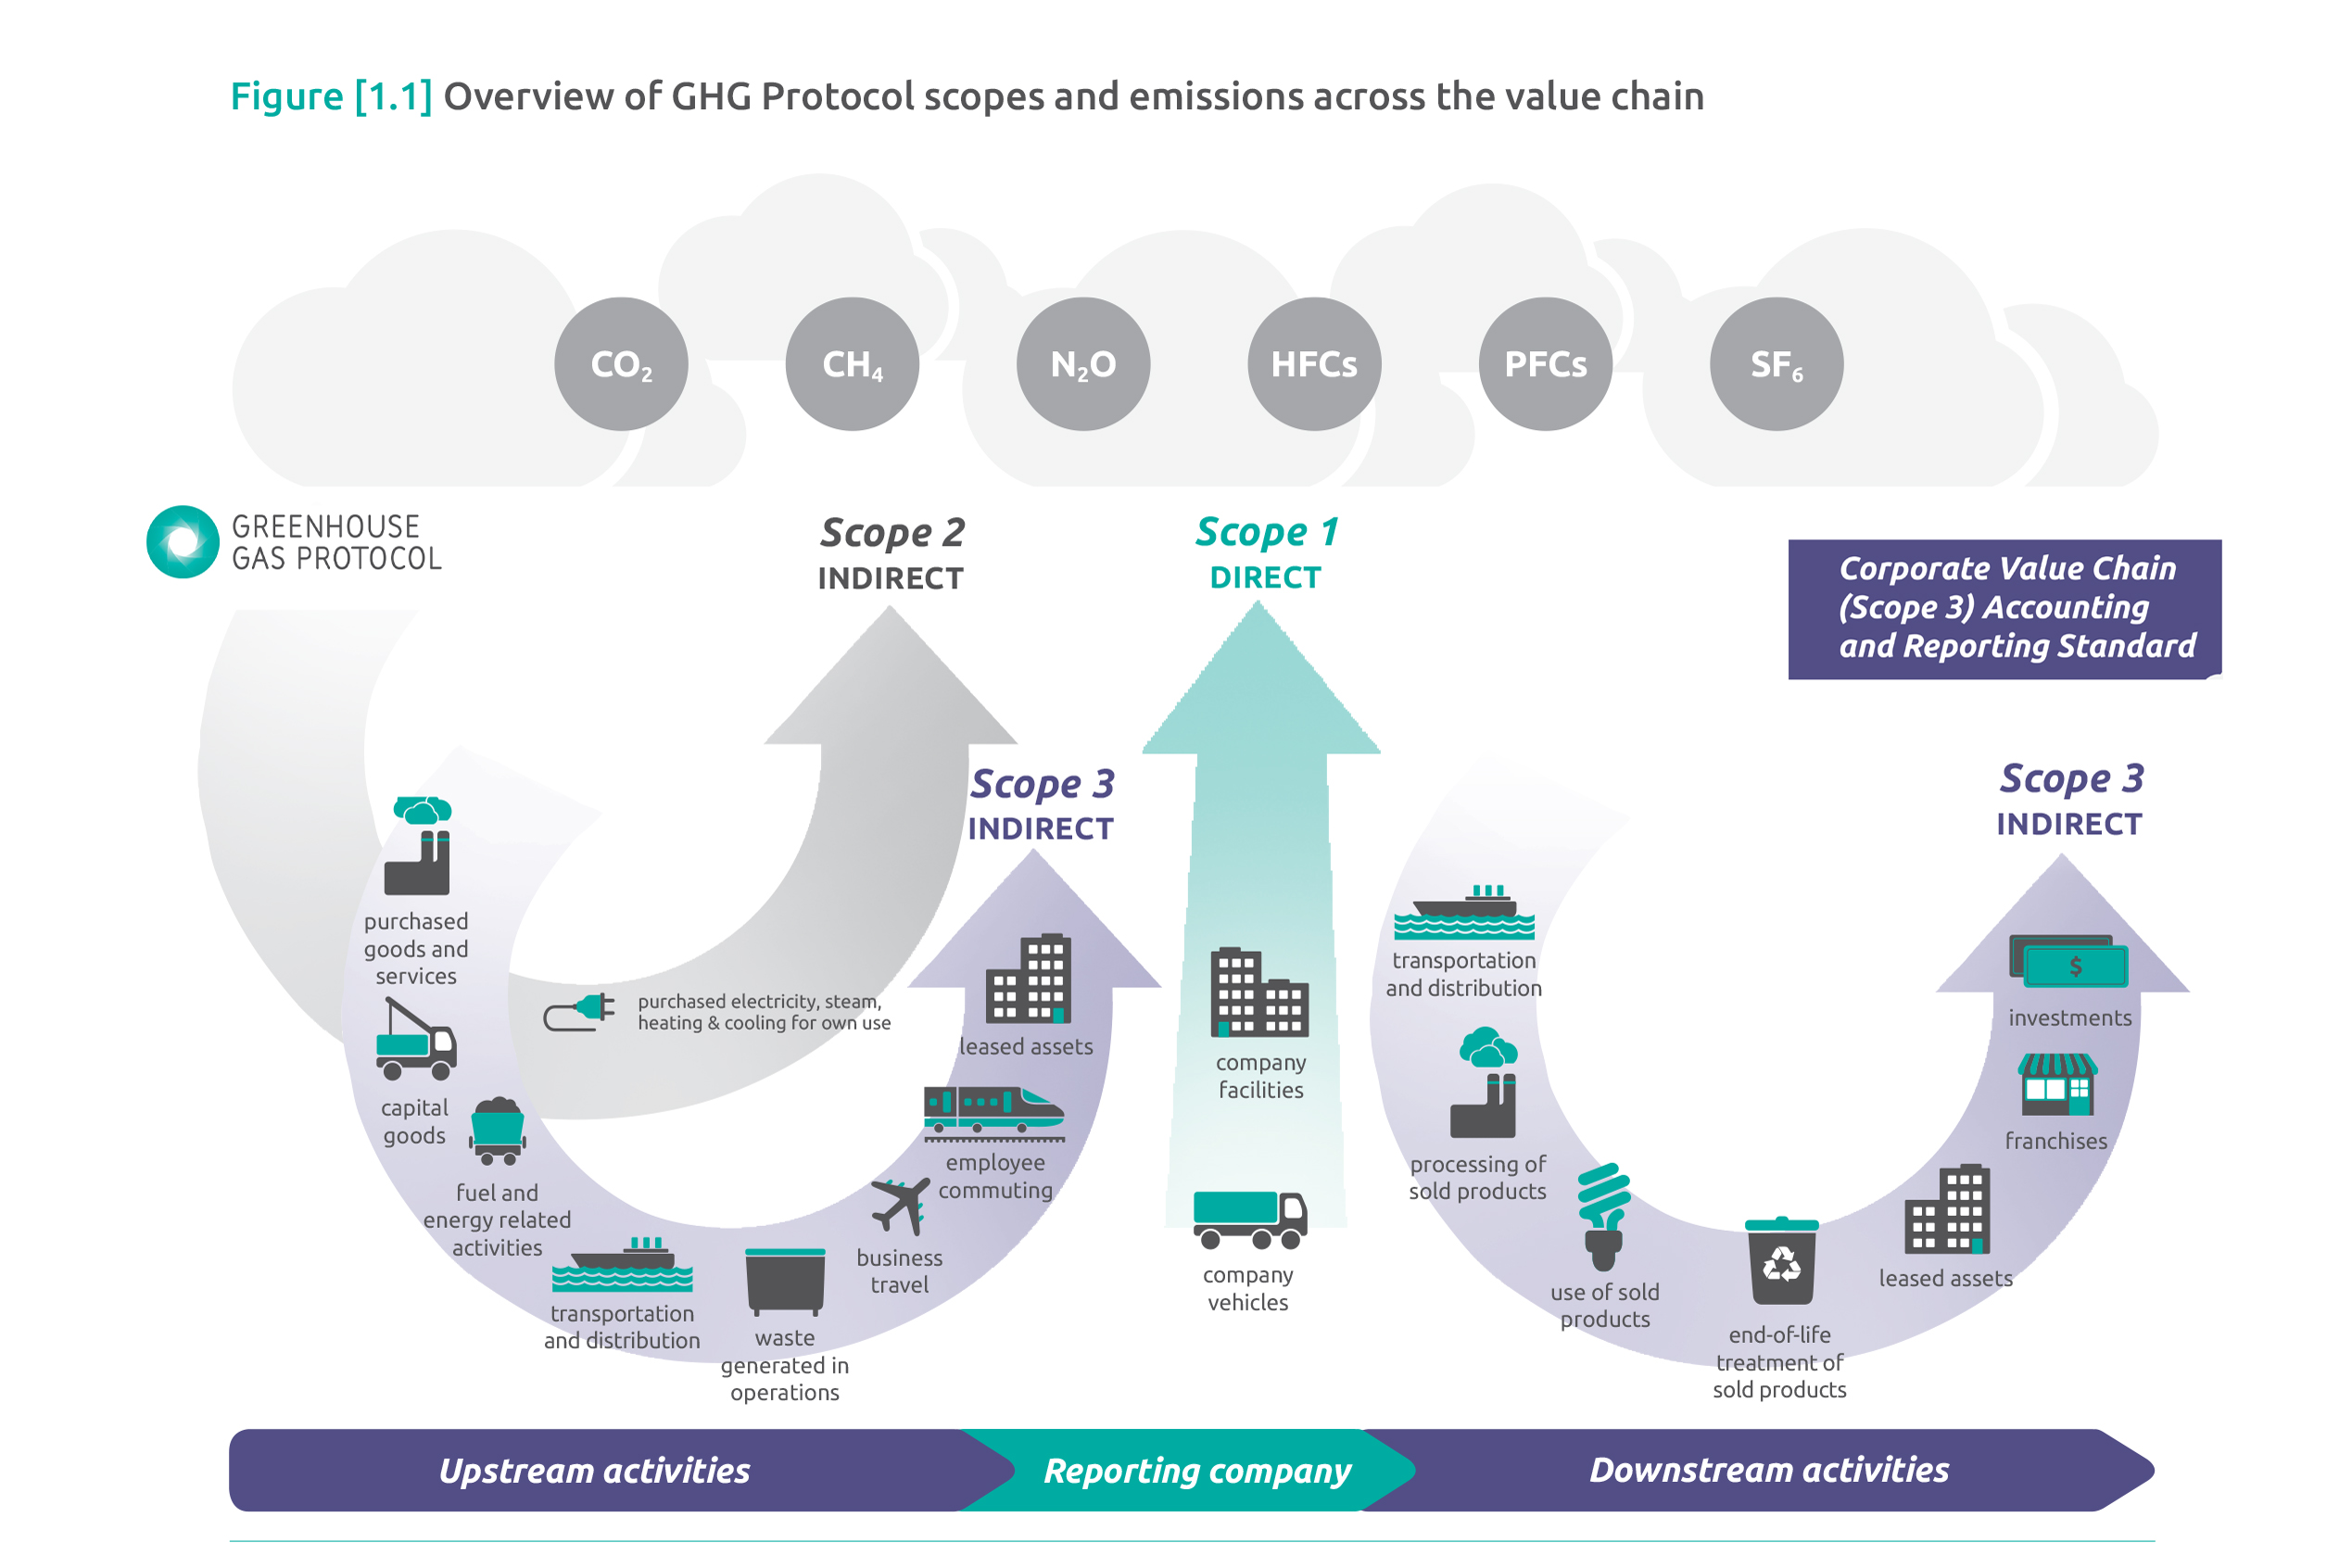 Figure [1.1] Overview of GHG Protocol scopes and emissions across the value chain
CO₂
CH₄
N₂O
HFCs
PFCs
SF₆
GREENHOUSE
GAS PROTOCOL
Scope 2
INDIRECT
Scope 1
DIRECT
Corporate Value Chain
(Scope 3) Accounting
and Reporting Standard
Scope 3
INDIRECT
Scope 3
INDIRECT
purchased
goods and
services
capital
goods
fuel and
energy related
activities
transportation
and distribution
waste
generated in
operations
business
travel
employee
commuting
leased assets
purchased electricity, steam,
heating & cooling for own use
company
facilities
company
vehicles
transportation
and distribution
processing of
sold products
use of sold
products
end-of-life
treatment of
sold products
leased assets
franchises
$
investments
Upstream activities
Reporting company
Downstream activities